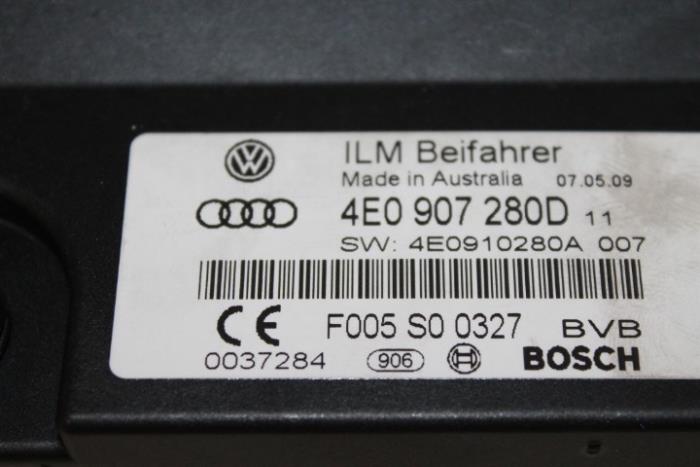 ILM Beifahrer
Made in Australia 07.05.09
4E0 907 280D 11
SW: 4E0910280A 007
CE F005 S0 0327 BVB
0037284 906 BOSCH